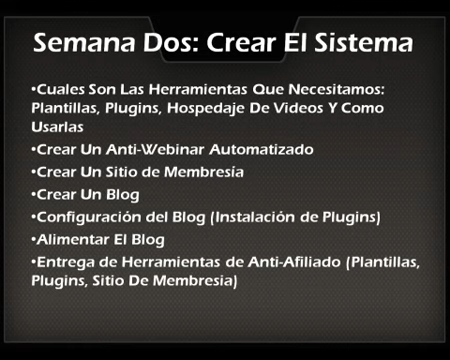 Semana Dos: Crear El Sistema
•Cuales Son Las Herramientas Que Necesitamos:
Plantillas, Plugins, Hospedaje De Videos Y Como
Usarlas
•Crear Un Anti-Webinar Automatizado
•Crear Un Sitio de Membresía
•Crear Un Blog
•Configuración del Blog (Instalación de Plugins)
•Alimentar El Blog
•Entrega de Herramientas de Anti-Afiliado (Plantillas,
Plugins, Sitio De Membresia)